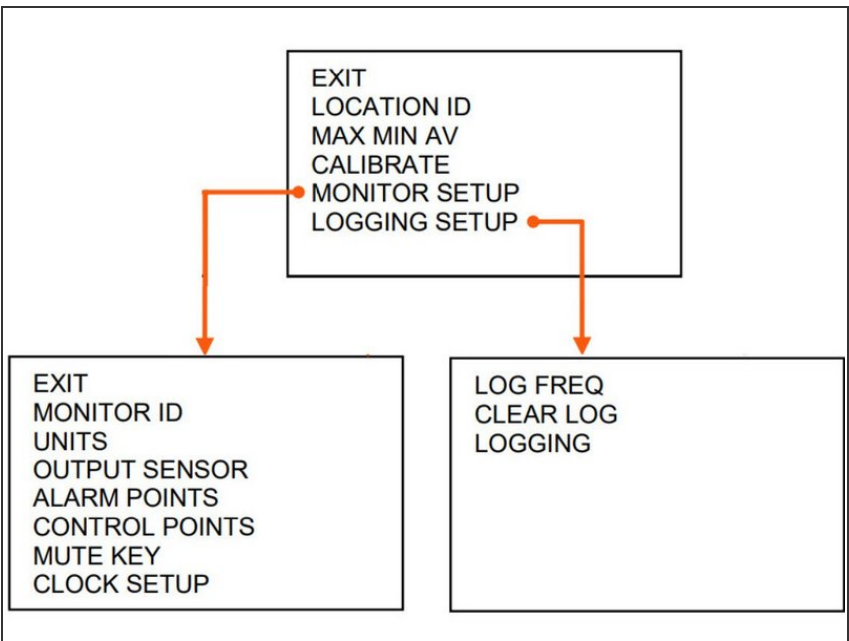 EXIT
LOCATION ID
MAX MIN AV
CALIBRATE
MONITOR SETUP
LOGGING SETUP
EXIT
MONITOR ID
UNITS
OUTPUT SENSOR
ALARM POINTS
CONTROL POINTS
MUTE KEY
CLOCK SETUP
LOG FREQ
CLEAR LOG
LOGGING